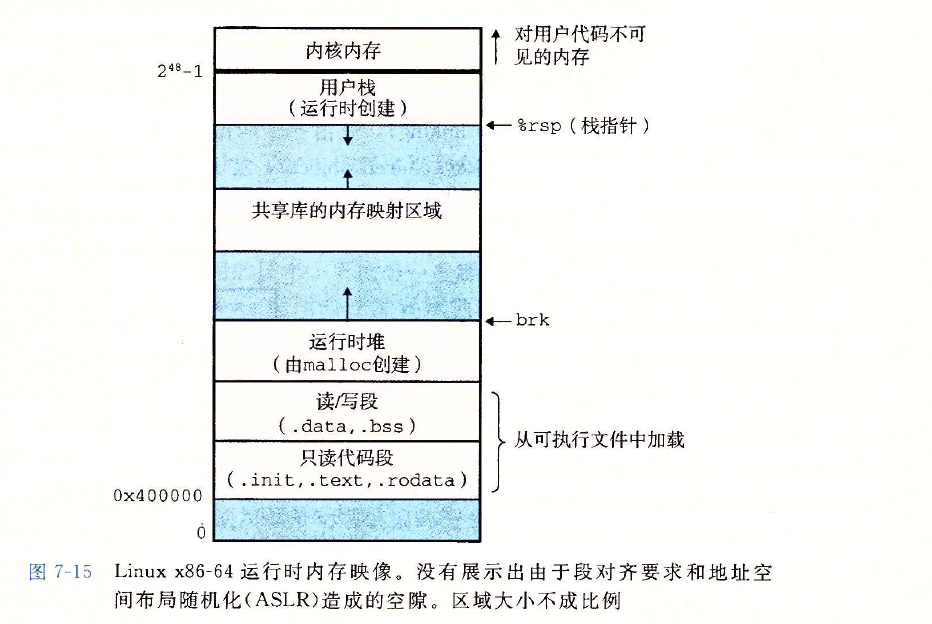 内核内存
对用户代码不可
见的内存
2⁴⁸-1
用户栈
(运行时创建)
%rsp(栈指针)
共享库的内存映射区域
brk
运行时堆
(由malloc创建)
读/写段
(.data,.bss)
从可执行文件中加载
只读代码段
(.init,.text,.rodata)
0x400000
0
图 7-15 Linux x86-64 运行时内存映像。没有展示出由于段对齐要求和地址空
间布局随机化(ASLR)造成的空隙。区域大小不成比例